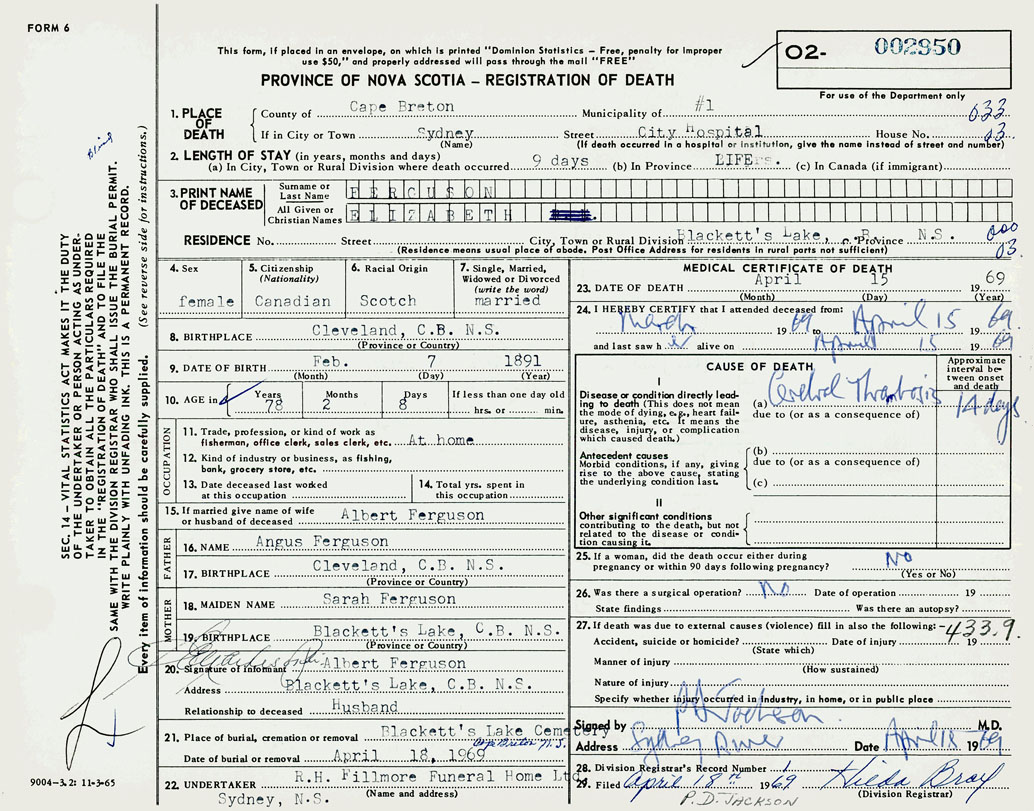 FORM 6
This form, if placed in an envelope, on which is printed "Dominion Statistics — Free, penalty for improper
use $50," and properly addressed will pass through the mail "FREE"
PROVINCE OF NOVA SCOTIA — REGISTRATION OF DEATH
O2- 002950
For use of the Department only
1. PLACE OF DEATH
County of Cape Breton Municipality of #1 033
If in City or Town Sydney Street City Hospital House No. 03.
(Name) (If death occurred in a hospital or institution, give the name instead of street and number)
2. LENGTH OF STAY (in years, months and days)
(a) In City, Town or Rural Division where death occurred 9 days (b) In Province LIFE (c) In Canada (if immigrant)
3. PRINT NAME OF DECEASED
Surname or Last Name FERGUSON
All Given or Christian Names ELIZABETH
RESIDENCE No. Street City, Town or Rural Division Blackett's Lake, C.B. Province N.S. 000
(Residence means usual place of abode. Post Office Address for residents in rural parts not sufficient) 03.
4. Sex female
5. Citizenship (Nationality) Canadian
6. Racial Origin Scotch
7. Single, Married, Widowed or Divorced (write the word) married
8. BIRTHPLACE Cleveland, C.B. N.S.
(Province or Country)
9. DATE OF BIRTH Feb. 7 1891
(Month) (Day) (Year)
10. AGE in Years 78 Months 2 Days 8 If less than one day old hrs. or min.
OCCUPATION
11. Trade, profession, or kind of work as
fisherman, office clerk, sales clerk, etc. At home
12. Kind of industry or business, as fishing,
bank, grocery store, etc.
13. Date deceased last worked
at this occupation
14. Total yrs. spent in
this occupation
15. If married give name of wife
or husband of deceased Albert Ferguson
FATHER
16. NAME Angus Ferguson
17. BIRTHPLACE Cleveland, C.B. N.S.
(Province or Country)
MOTHER
18. MAIDEN NAME Sarah Ferguson
19. BIRTHPLACE Blackett's Lake, C.B. N.S.
(Province or Country)
20. Signature of informant Albert Ferguson
Address Blackett's Lake, C.B. N.S.
Relationship to deceased Husband
21. Place of burial, cremation or removal Blackett's Lake Cemetery
Cape Breton N.S.
Date of burial or removal April 18, 1969
22. UNDERTAKER R.H. Fillmore Funeral Home Ltd.
(Name and address)
Sydney, N.S.
MEDICAL CERTIFICATE OF DEATH
23. DATE OF DEATH April 15 1969
(Month) (Day) (Year)
24. I HEREBY CERTIFY that I attended deceased from:
March 1969 to April 15 1969
and last saw her alive on April 15 1969
CAUSE OF DEATH
Approximate interval between onset and death
I
Disease or condition directly leading to death (This does not mean the mode of dying, e.g., heart failure, asthenia, etc. It means the disease, injury, or complication which caused death.)
(a) Cerebral Thrombosis 14 days
due to (or as a consequence of)
Antecedent causes
Morbid conditions, if any, giving rise to the above cause, stating the underlying condition last.
(b)
due to (or as a consequence of)
(c)
II
Other significant conditions
contributing to the death, but not related to the disease or condition causing it.
25. If a woman, did the death occur either during
pregnancy or within 90 days following pregnancy? No
(Yes or No)
26. Was there a surgical operation? No Date of operation 19
State findings Was there an autopsy?
27. If death was due to external causes (violence) fill in also the following: 433.9
Accident, suicide or homicide? Date of injury 19
(State which)
Manner of injury
(How sustained)
Nature of injury
Specify whether injury occurred in industry, in home, or in public place
Signed by P D Jackson M.D.
Address Sydney River Date April 18 1969
28. Division Registrar's Record Number
29. Filed April 18th 1969 Hilda Bray
(Division Registrar)
P.D. JACKSON
SEC. 14 — VITAL STATISTICS ACT MAKES IT THE DUTY
OF THE UNDERTAKER OR PERSON ACTING AS UNDER-
TAKER TO OBTAIN ALL THE PARTICULARS REQUIRED
IN THE "REGISTRATION OF DEATH" AND TO FILE THE
SAME WITH THE DIVISION REGISTRAR WHO SHALL ISSUE THE BURIAL PERMIT.
WRITE PLAINLY WITH UNFADING INK. THIS IS A PERMANENT RECORD.
Every item of information should be carefully supplied. (See reverse side for instructions.)
9004-3.2: 11-3-65